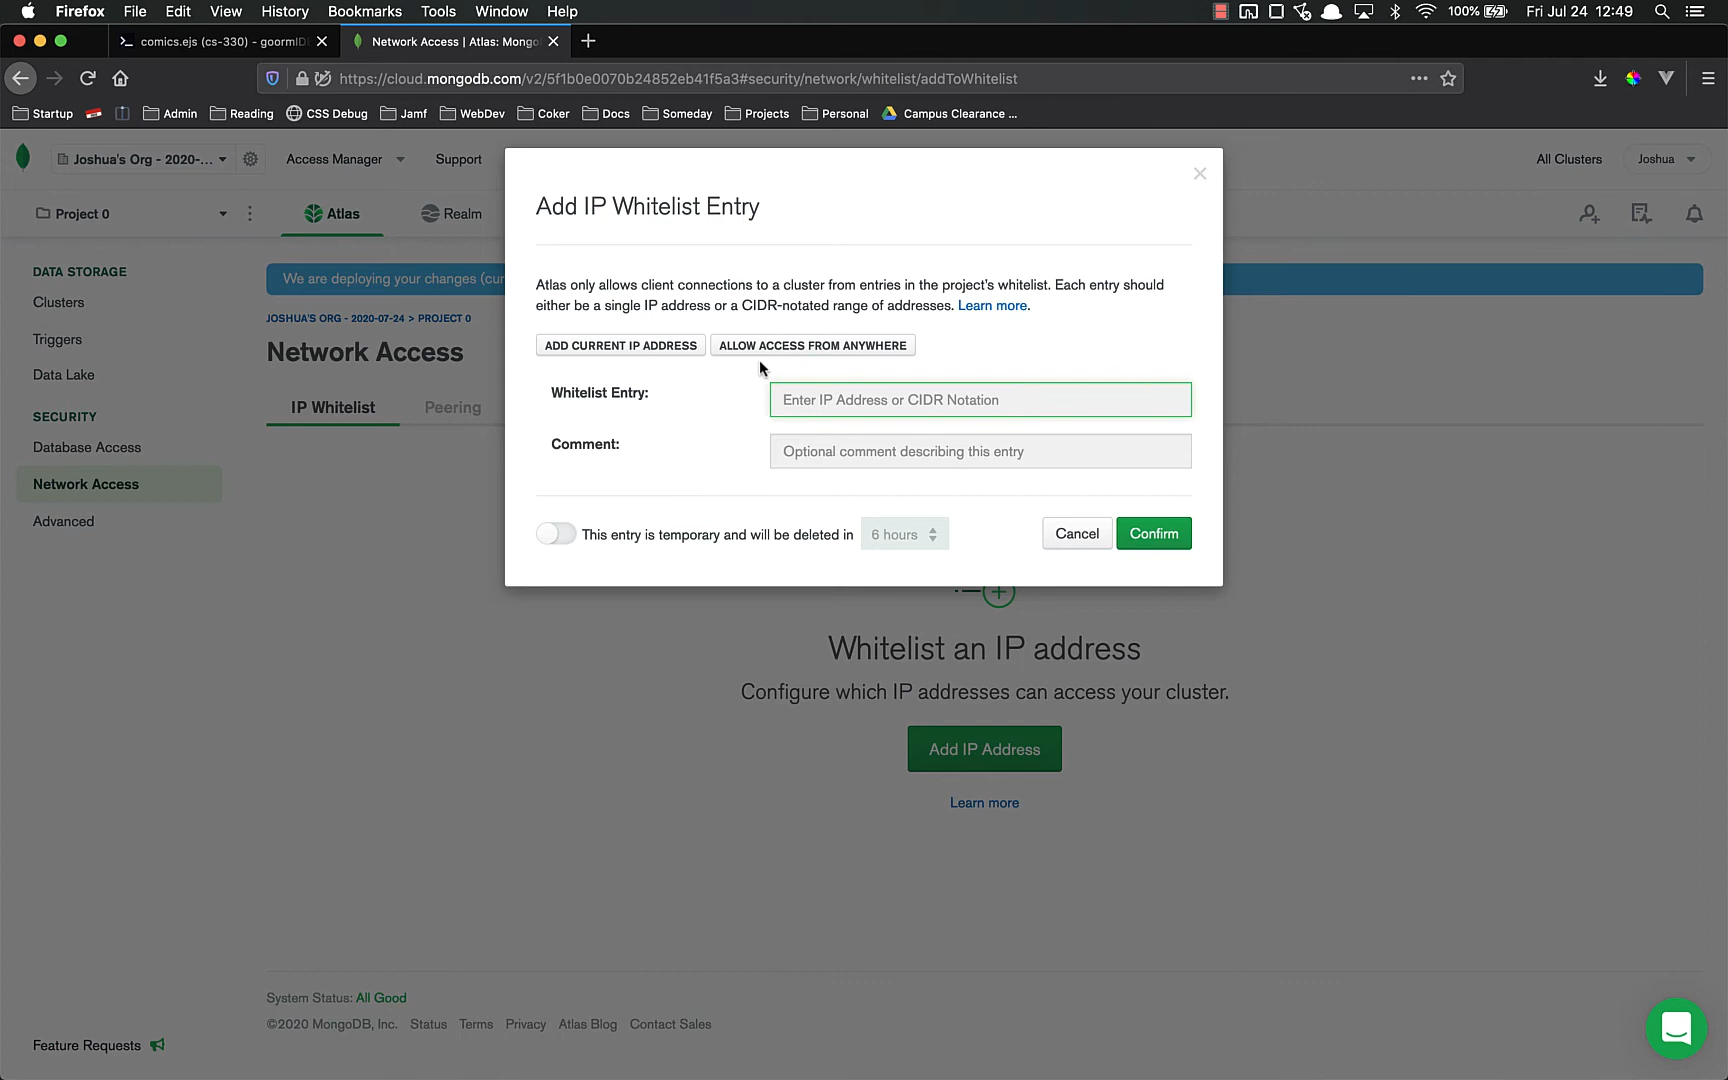 Firefox File Edit View History Bookmarks Tools Window Help 100% Fri Jul 24 12:49
comics.ejs (cs-330) - goormID
Network Access | Atlas: Mongo
https://cloud.mongodb.com/v2/5f1b0e0070b24852eb41f5a3#security/network/whitelist/addToWhitelist
Startup Admin Reading CSS Debug Jamf WebDev Coker Docs Someday Projects Personal Campus Clearance ...
Joshua's Org - 2020-... Access Manager Support All Clusters Joshua
Project 0 Atlas Realm
DATA STORAGE
Clusters
Triggers
Data Lake
SECURITY
Database Access
Network Access
Advanced
Feature Requests
We are deploying your changes (cur
JOSHUA'S ORG - 2020-07-24 > PROJECT 0
Network Access
IP Whitelist Peering
Add IP Whitelist Entry
Atlas only allows client connections to a cluster from entries in the project's whitelist. Each entry should
either be a single IP address or a CIDR-notated range of addresses. Learn more.
ADD CURRENT IP ADDRESS ALLOW ACCESS FROM ANYWHERE
Whitelist Entry: Enter IP Address or CIDR Notation
Comment: Optional comment describing this entry
This entry is temporary and will be deleted in 6 hours Cancel Confirm
Whitelist an IP address
Configure which IP addresses can access your cluster.
Add IP Address
Learn more
System Status: All Good
©2020 MongoDB, Inc. Status Terms Privacy Atlas Blog Contact Sales